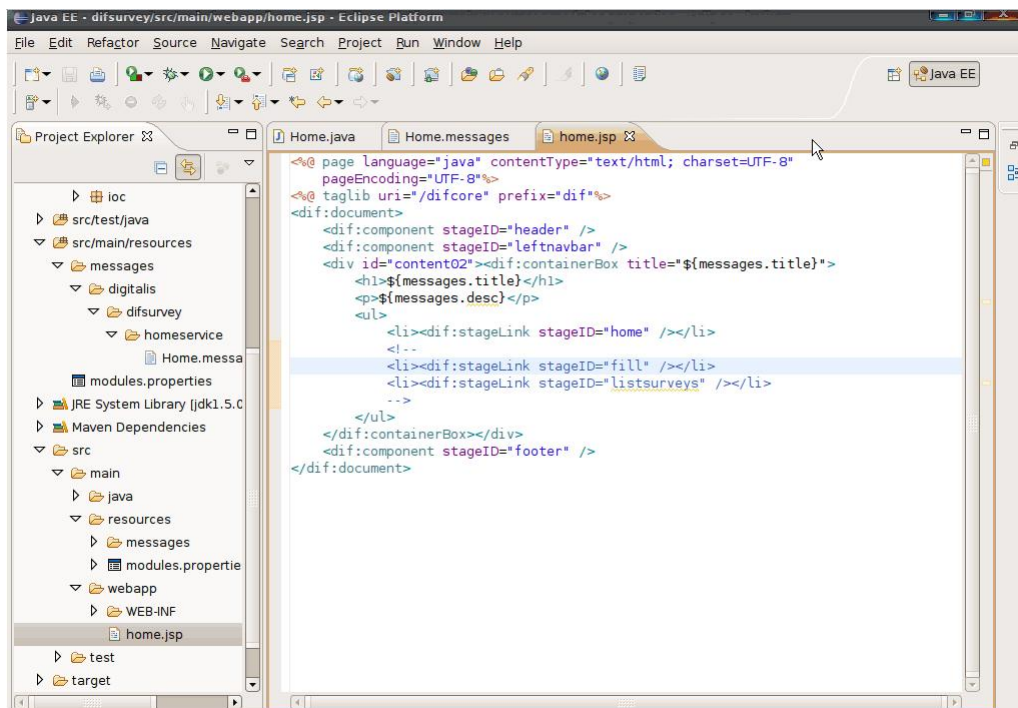 Java EE - difsurvey/src/main/webapp/home.jsp - Eclipse Platform
File Edit Refactor Source Navigate Search Project Run Window Help
Java EE
Project Explorer
Home.java
Home.messages
home.jsp
ioc
src/test/java
src/main/resources
messages
digitalis
difsurvey
homeservice
Home.messa
modules.properties
JRE System Library [jdk1.5.0
Maven Dependencies
src
main
java
resources
messages
modules.propertie
webapp
WEB-INF
home.jsp
test
target
<%@ page language="java" contentType="text/html; charset=UTF-8"
pageEncoding="UTF-8"%>
<%@ taglib uri="/difcore" prefix="dif"%>
<dif:document>
<dif:component stageID="header" />
<dif:component stageID="leftnavbar" />
<div id="content02"><dif:containerBox title="${messages.title}">
<h1>${messages.title}</h1>
<p>${messages.desc}</p>
<ul>
<li><dif:stageLink stageID="home" /></li>
<!--
<li><dif:stageLink stageID="fill" /></li>
<li><dif:stageLink stageID="listsurveys" /></li>
-->
</ul>
</dif:containerBox></div>
<dif:component stageID="footer" />
</dif:document>